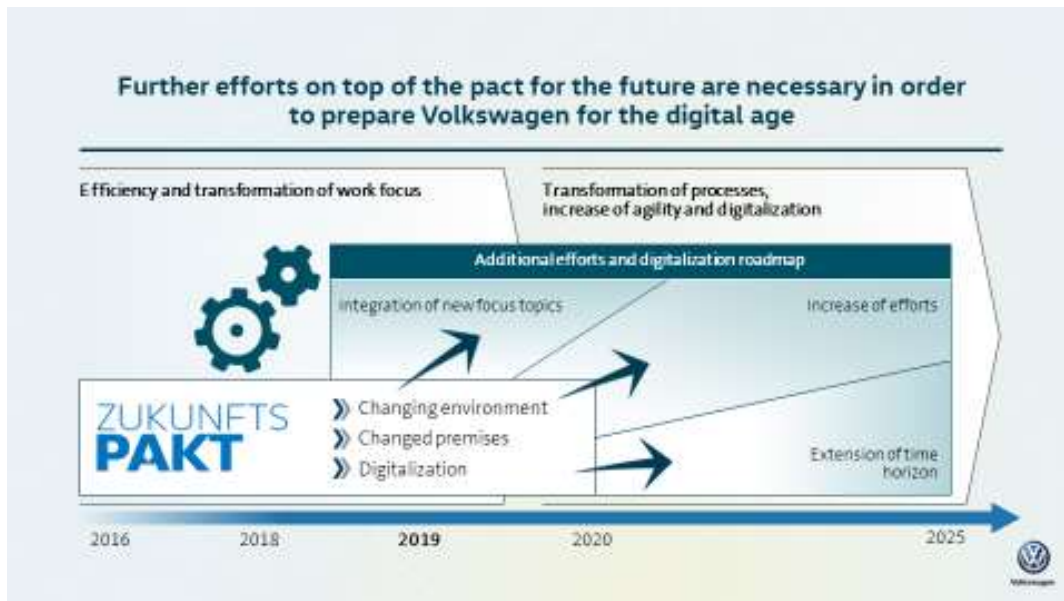 Further efforts on top of the pact for the future are necessary in order
to prepare Volkswagen for the digital age
Efficiency and transformation of work focus
Transformation of processes,
increase of agility and digitalization
Additional efforts and digitalization roadmap
Integration of new focus topics
Increase of efforts
ZUKUNFTS
PAKT
Changing environment
Changed premises
Digitalization
Extension of time
horizon
2016
2018
2019
2020
2025
Volkswagen